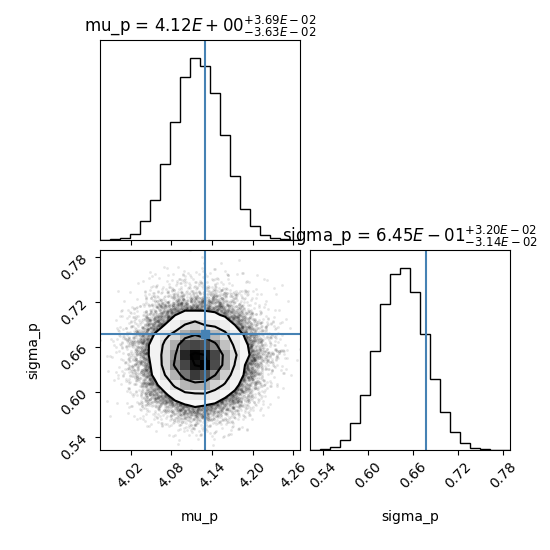 mu_p = 4.12E + 00 +3.69E − 02 −3.63E − 02
sigma_p = 6.45E − 01 +3.20E − 02 −3.14E − 02
sigma_p
0.78
0.72
0.66
0.60
0.54
4.02 4.08 4.14 4.20 4.26
0.54 0.60 0.66 0.72 0.78
mu_p
sigma_p